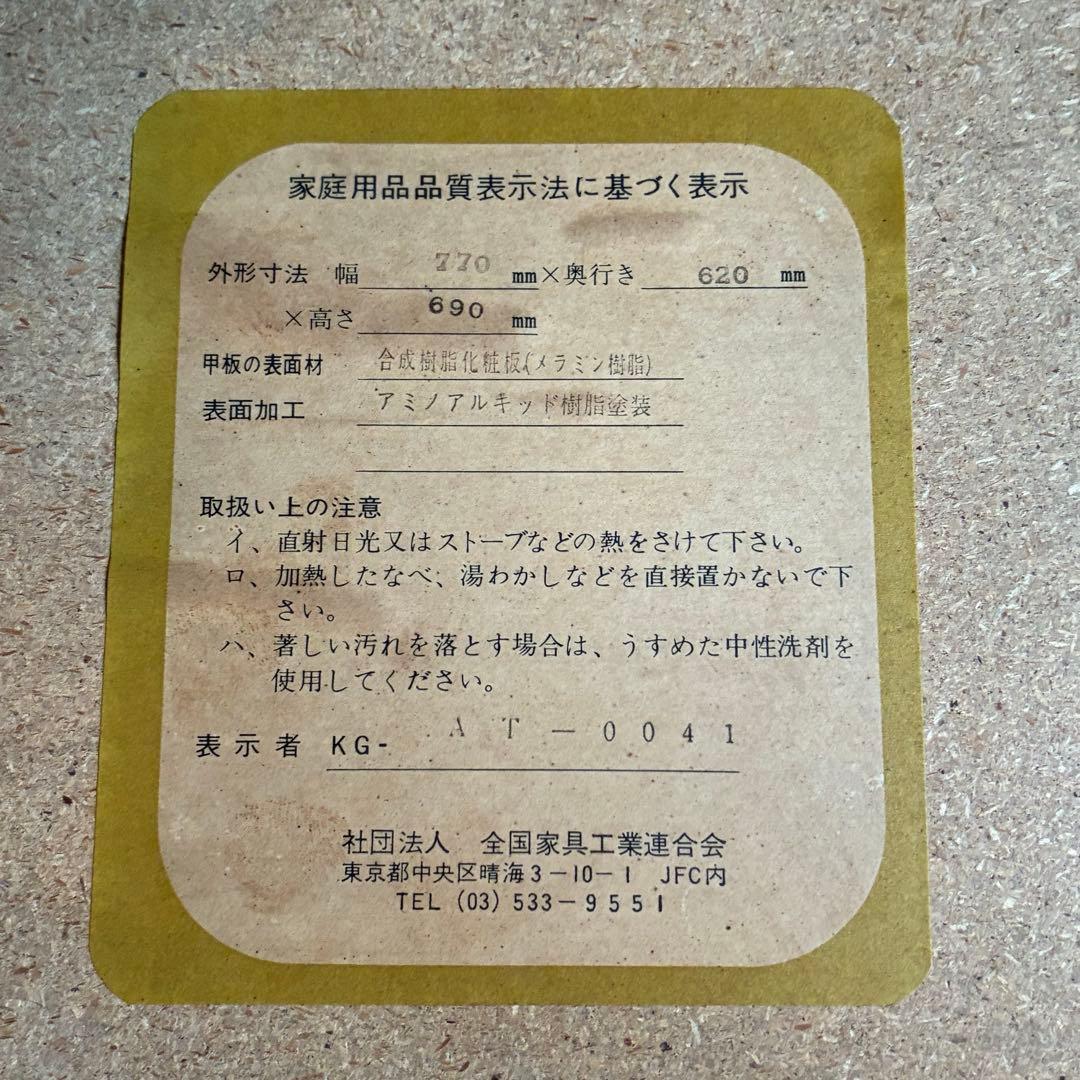 家庭用品品質表示法に基づく表示
外形寸法 幅 770 mm×奥行き 620 mm
×高さ 690 mm
甲板の表面材 合成樹脂化粧板(メラミン樹脂)
表面加工 アミノアルキッド樹脂塗装
取扱い上の注意
イ、直射日光又はストーブなどの熱をさけて下さい。
ロ、加熱したなべ、湯わかしなどを直接置かないで下
さい。
ハ、著しい汚れを落とす場合は、うすめた中性洗剤を
使用してください。
表示者 KG- AT-0041
社団法人 全国家具工業連合会
東京都中央区晴海3-10-1 JFC内
TEL (03) 533-9551